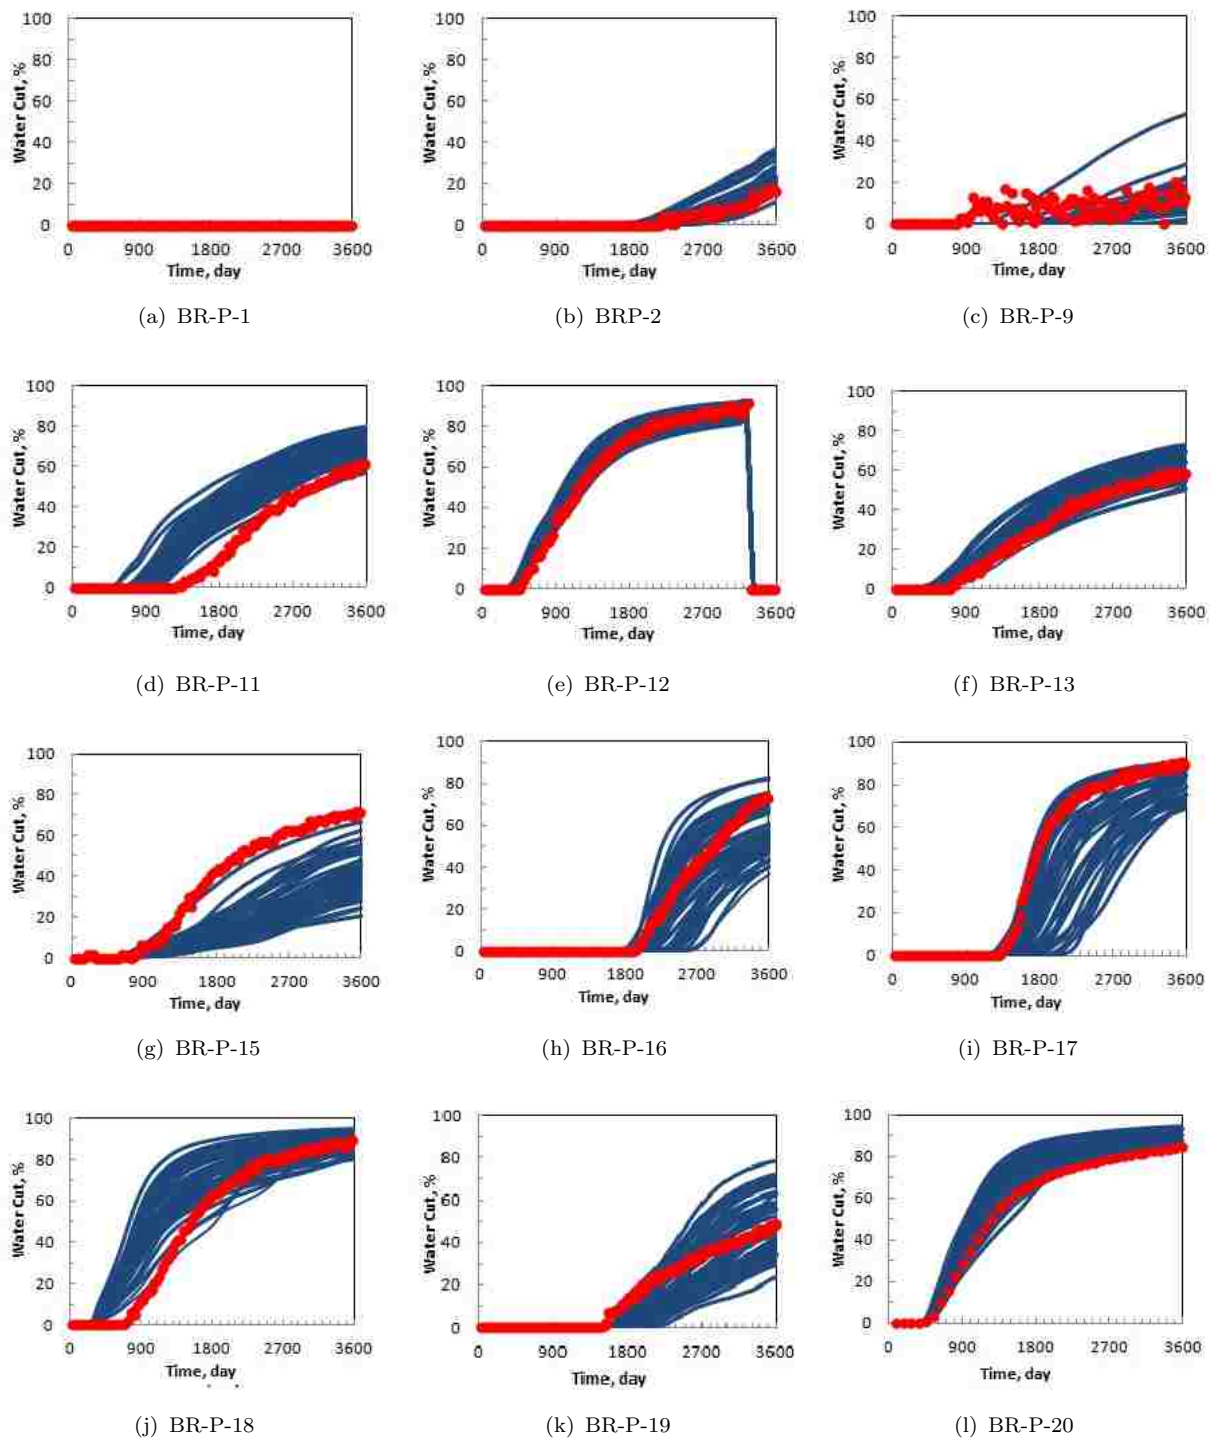 100
80
60
40
20
0
Water Cut, %
0 900 1800 2700 3600
Time, day
(a) BR-P-1
100
80
60
40
20
0
Water Cut, %
0 900 1800 2700 3600
Time, day
(b) BRP-2
100
80
60
40
20
0
Water Cut, %
0 900 1800 2700 3600
Time, day
(c) BR-P-9
100
80
60
40
20
0
Water Cut, %
0 900 1800 2700 3600
Time, day
(d) BR-P-11
100
80
60
40
20
0
Water Cut, %
0 900 1800 2700 3600
Time, day
(e) BR-P-12
100
80
60
40
20
0
Water Cut, %
0 900 1800 2700 3600
Time, day
(f) BR-P-13
100
80
60
40
20
0
Water Cut, %
0 900 1800 2700 3600
Time, day
(g) BR-P-15
100
80
60
40
20
0
Water Cut, %
0 900 1800 2700 3600
Time, day
(h) BR-P-16
100
80
60
40
20
0
Water Cut, %
0 900 1800 2700 3600
Time, day
(i) BR-P-17
100
80
60
40
20
0
Water Cut, %
0 900 1800 2700 3600
Time, day
(j) BR-P-18
100
80
60
40
20
0
Water Cut, %
0 900 1800 2700 3600
Time, day
(k) BR-P-19
100
80
60
40
20
0
Water Cut, %
0 900 1800 2700 3600
Time, day
(l) BR-P-20